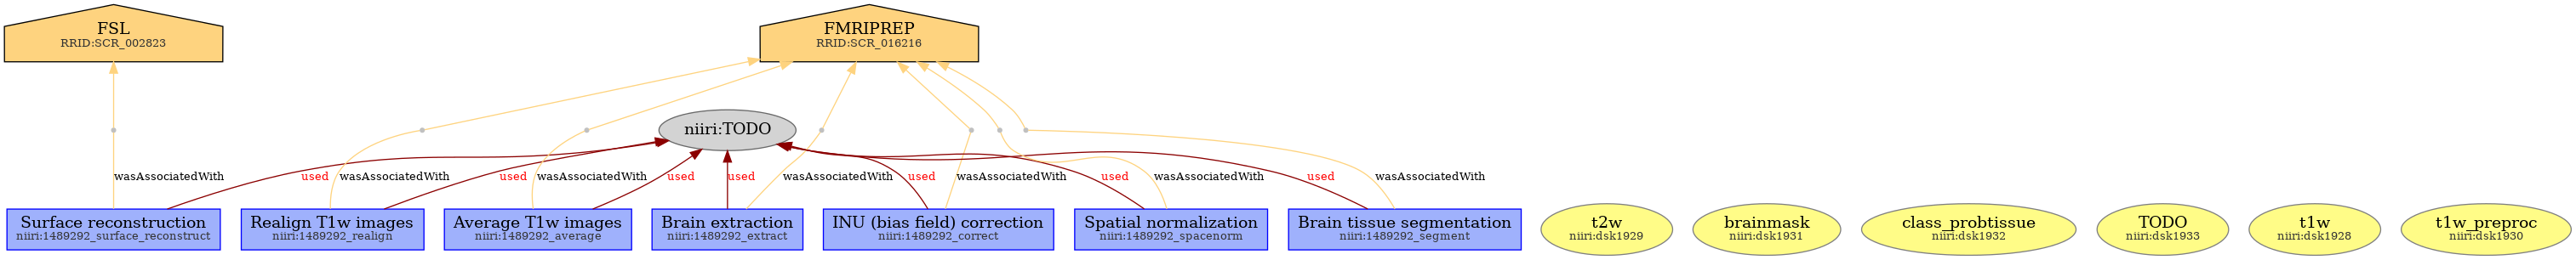 FSL
RRID:SCR_002823
FMRIPREP
RRID:SCR_016216
niiri:TODO
wasAssociatedWith
used
wasAssociatedWith
used
wasAssociatedWith
used
used
wasAssociatedWith
used
wasAssociatedWith
used
wasAssociatedWith
used
wasAssociatedWith
Surface reconstruction
niiri:1489292_surface_reconstruct
Realign T1w images
niiri:1489292_realign
Average T1w images
niiri:1489292_average
Brain extraction
niiri:1489292_extract
INU (bias field) correction
niiri:1489292_correct
Spatial normalization
niiri:1489292_spacenorm
Brain tissue segmentation
niiri:1489292_segment
t2w
niiri:dsk1929
brainmask
niiri:dsk1931
class_probtissue
niiri:dsk1932
TODO
niiri:dsk1933
t1w
niiri:dsk1928
t1w_preproc
niiri:dsk1930